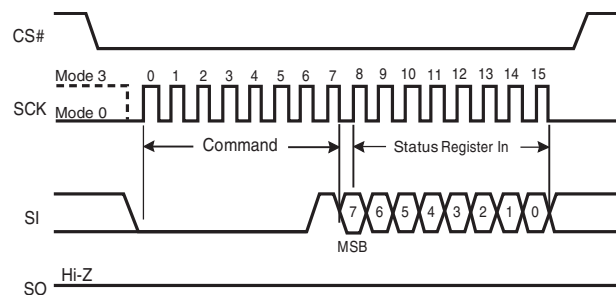 CS#
Mode 3
0 1 2 3 4 5 6 7 8 9 10 11 12 13 14 15
SCK
Mode 0
Command
Status Register In
SI
7 6 5 4 3 2 1 0
MSB
Hi-Z
SO